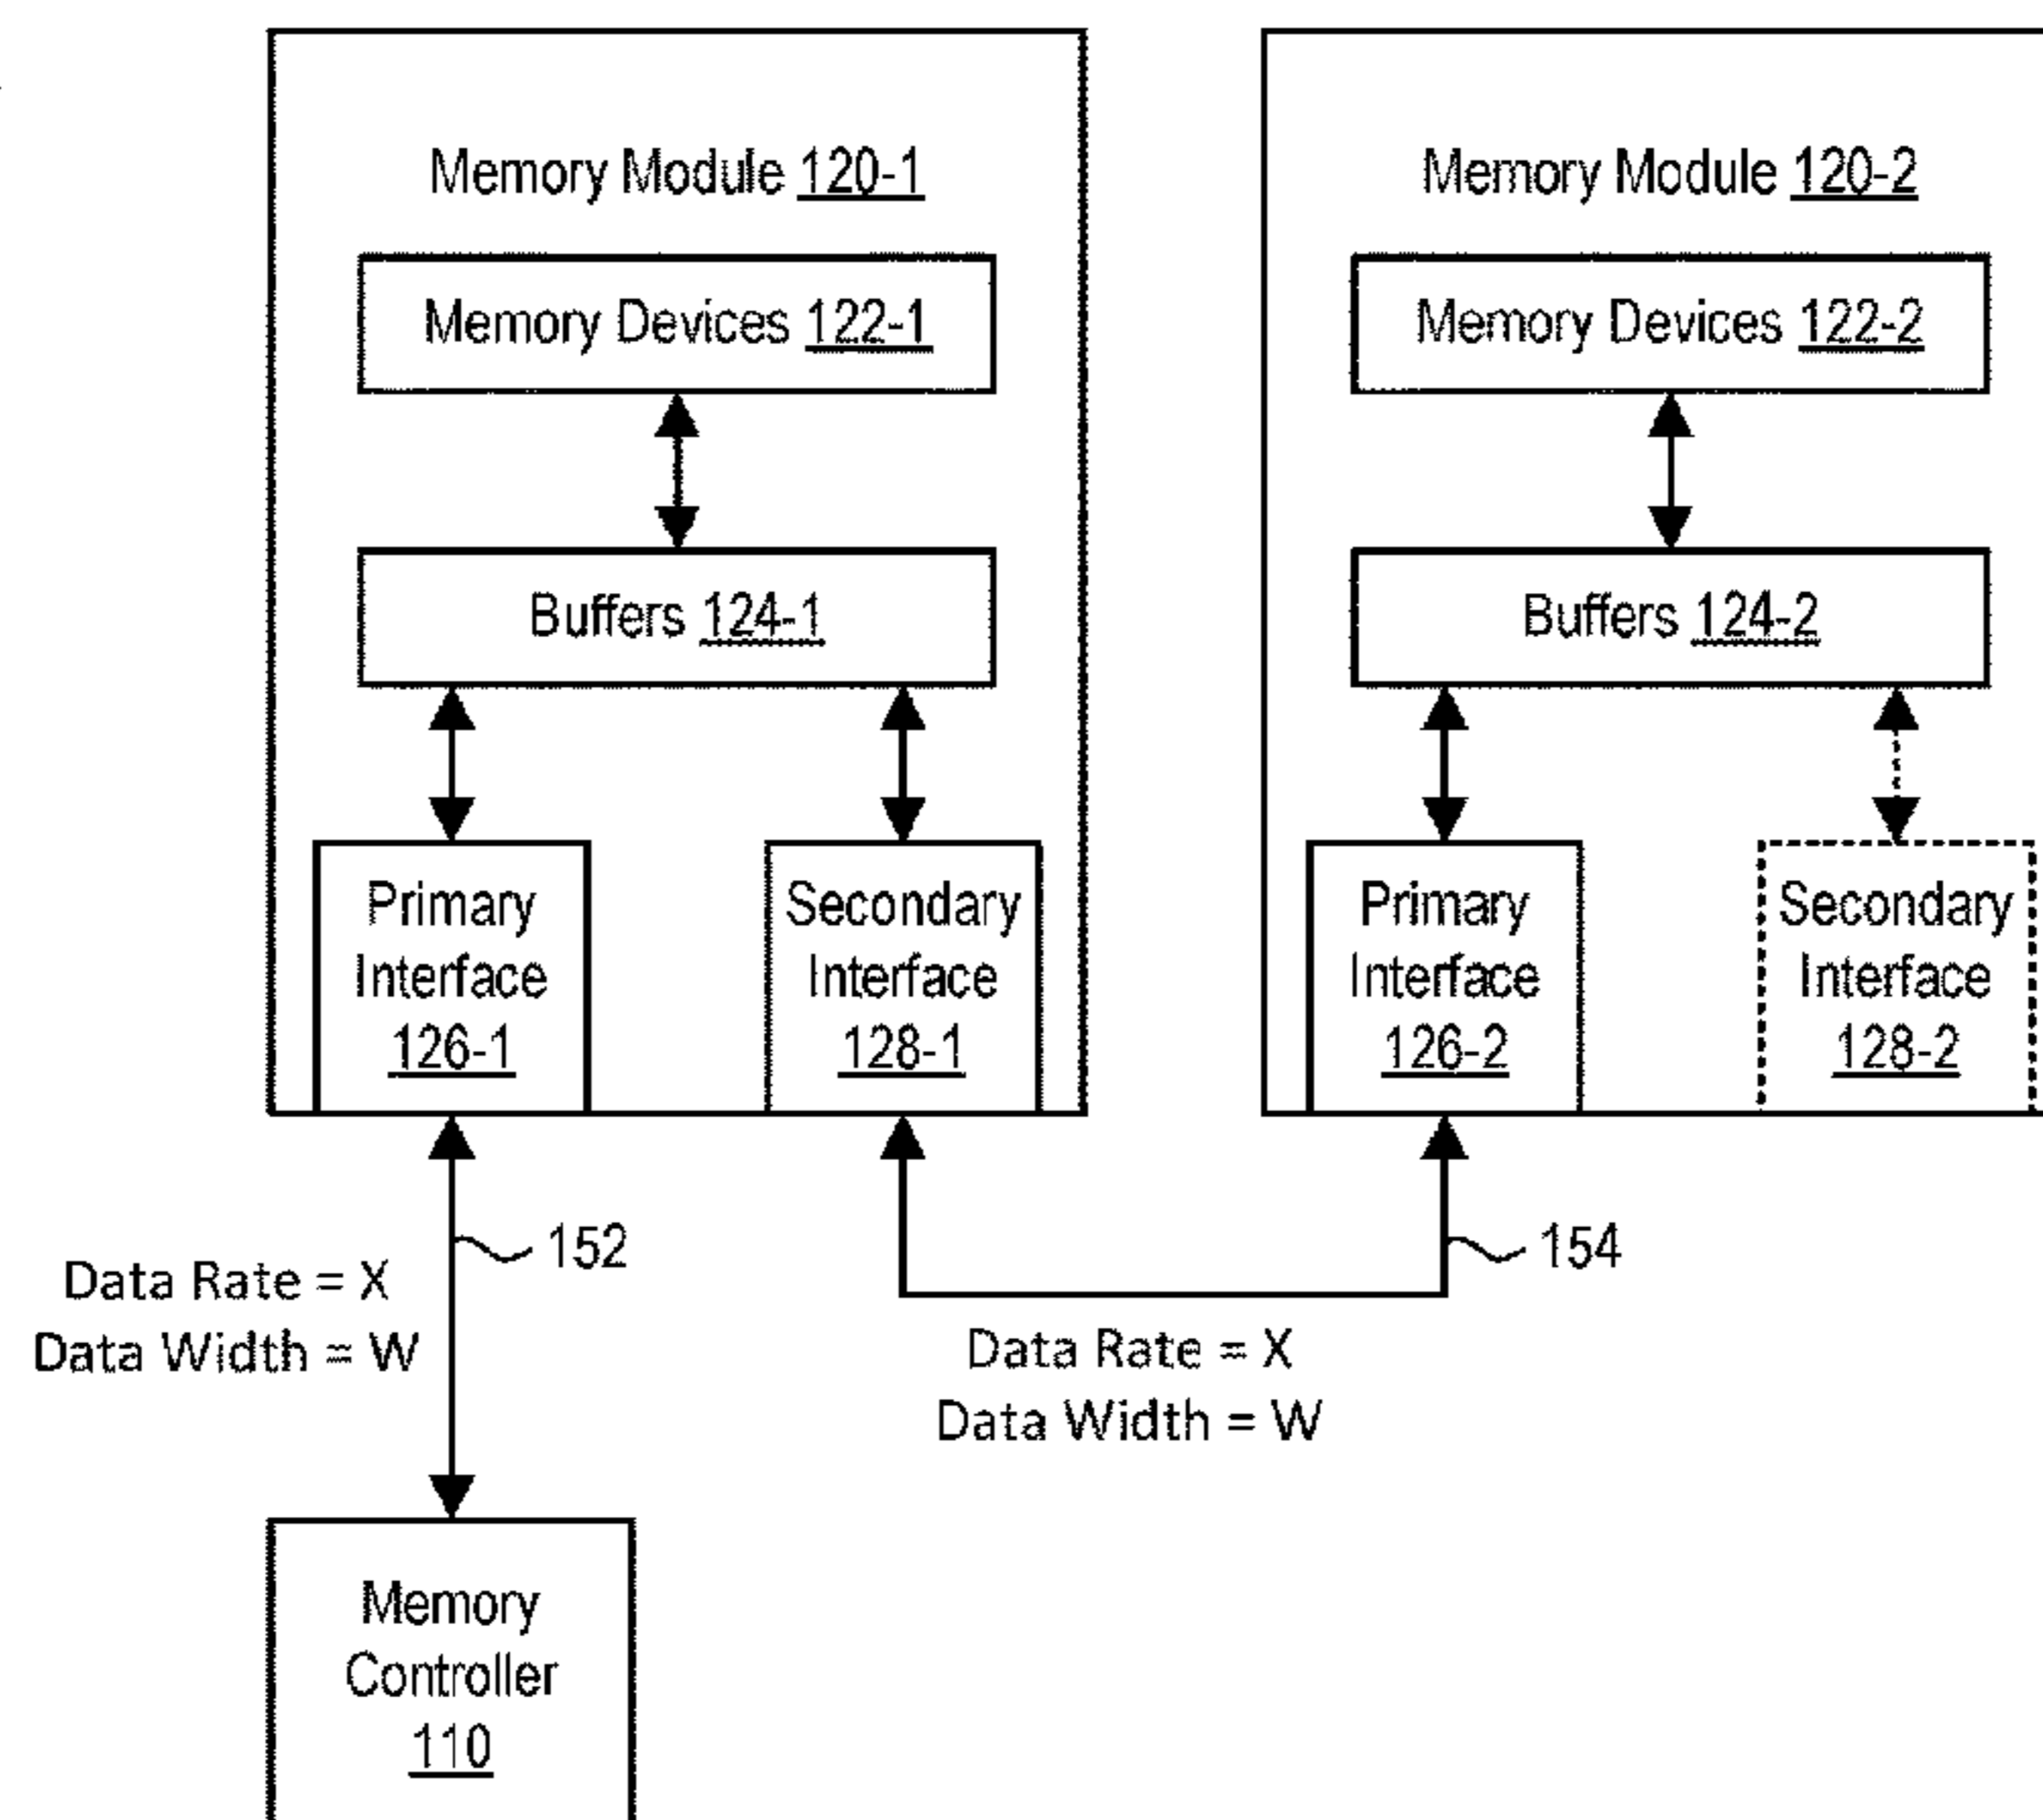 Memory Module 120-1
Memory Devices 122-1
Buffers 124-1
Primary
Interface
126-1
Secondary
Interface
128-1
Memory Module 120-2
Memory Devices 122-2
Buffers 124-2
Primary
Interface
126-2
Secondary
Interface
128-2
152
Data Rate = X
Data Width = W
154
Data Rate = X
Data Width = W
Memory
Controller
110